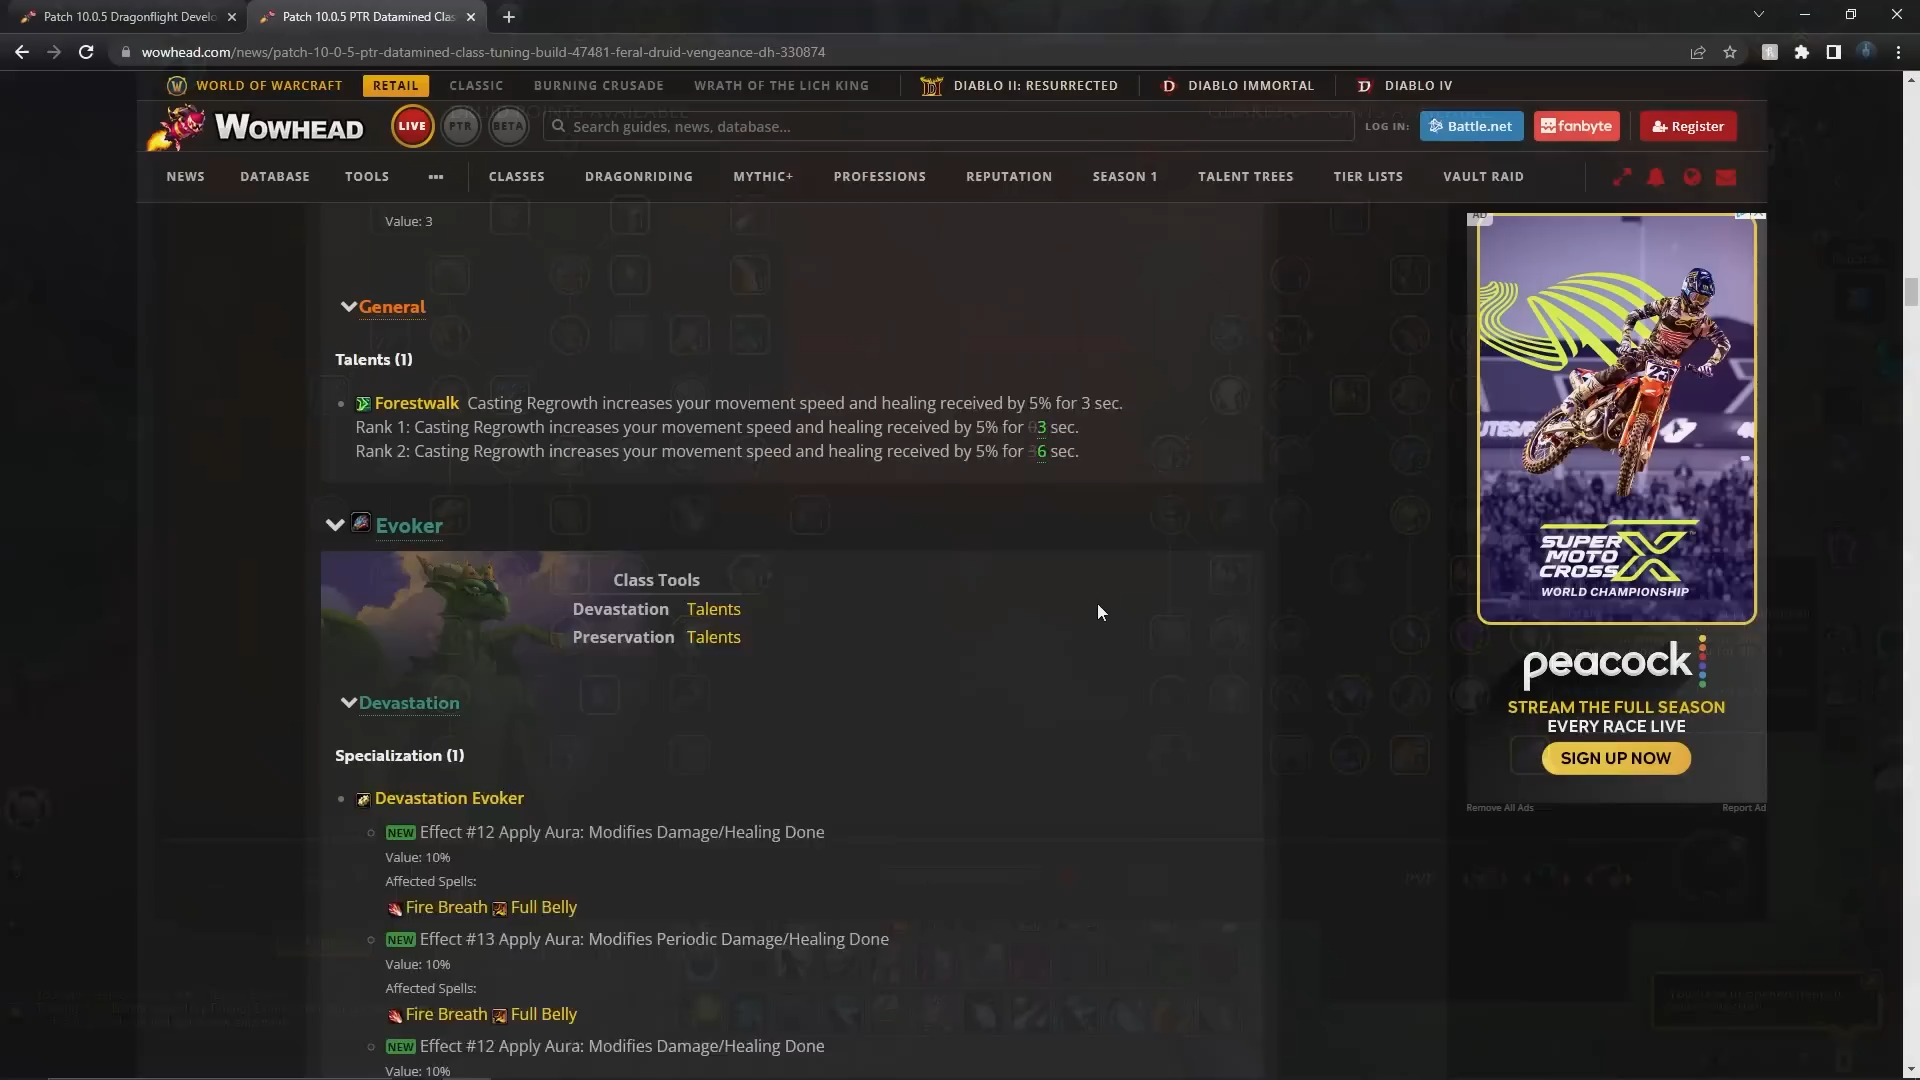 Patch 10.0.5 Dragonflight Develo
Patch 10.0.5 PTR Datamined Clas
wowhead.com/news/patch-10-0-5-ptr-datamined-class-tuning-build-47481-feral-druid-vengeance-dh-330874
WORLD OF WARCRAFT RETAIL CLASSIC BURNING CRUSADE WRATH OF THE LICH KING DIABLO II: RESURRECTED DIABLO IMMORTAL DIABLO IV
WOWHEAD LIVE PTR BETA Search guides, news, database... LOG IN: Battle.net fanbyte Register
NEWS DATABASE TOOLS ••• CLASSES DRAGONRIDING MYTHIC+ PROFESSIONS REPUTATION SEASON 1 TALENT TREES TIER LISTS VAULT RAID
Value: 3
General
Talents (1)
Forestwalk Casting Regrowth increases your movement speed and healing received by 5% for 3 sec.
Rank 1: Casting Regrowth increases your movement speed and healing received by 5% for 03 sec.
Rank 2: Casting Regrowth increases your movement speed and healing received by 5% for 36 sec.
Evoker
Class Tools
Devastation Talents
Preservation Talents
Devastation
Specialization (1)
Devastation Evoker
NEW Effect #12 Apply Aura: Modifies Damage/Healing Done
Value: 10%
Affected Spells:
Fire Breath Full Belly
NEW Effect #13 Apply Aura: Modifies Periodic Damage/Healing Done
Value: 10%
Affected Spells:
Fire Breath Full Belly
NEW Effect #12 Apply Aura: Modifies Damage/Healing Done
Value: 10%
AD
23
SUPER
MOTO
CROSS
WORLD CHAMPIONSHIP
peacock
STREAM THE FULL SEASON
EVERY RACE LIVE
SIGN UP NOW
Remove All Ads Report Ad